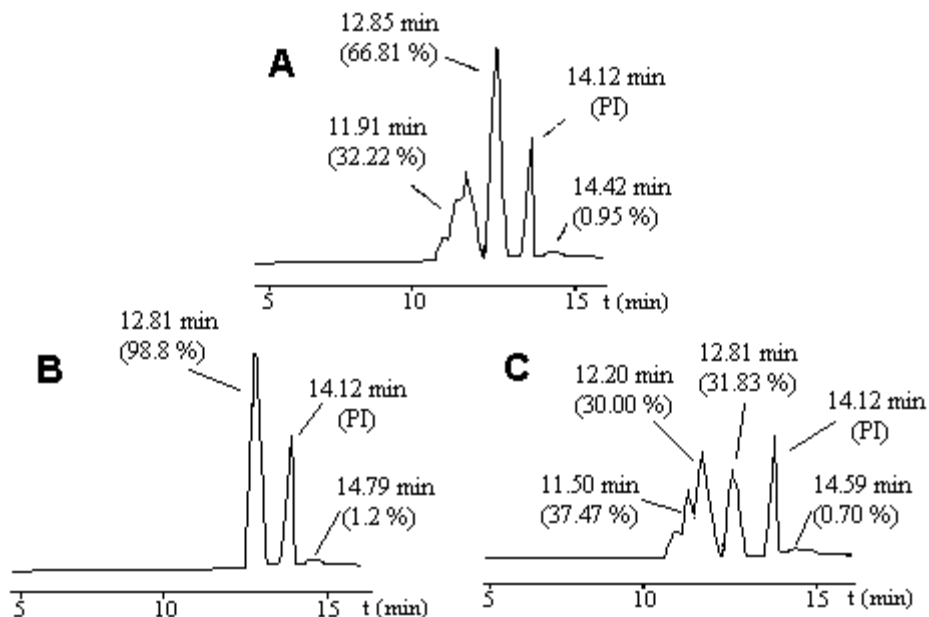 A
12.85 min
(66.81 %)
14.12 min
(PI)
11.91 min
(32.22 %)
14.42 min
(0.95 %)
5 10 15 t (min)
B
12.81 min
(98.8 %)
14.12 min
(PI)
14.79 min
(1.2 %)
5 10 15 t (min)
C
12.20 min
(30.00 %)
12.81 min
(31.83 %)
14.12 min
(PI)
11.50 min
(37.47 %)
14.59 min
(0.70 %)
5 10 15 t (min)